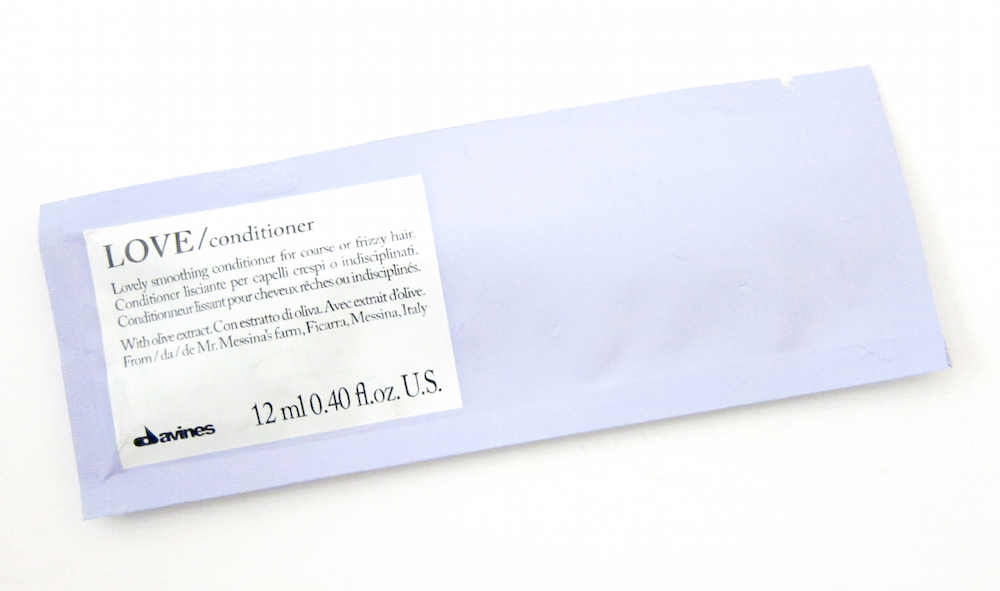 LOVE/conditioner
Lovely smoothing conditioner for coarse or frizzy hair.
Conditioner lisciante per capelli crespi o indisciplinati.
Conditionneur lissant pour cheveux rêches ou indisciplinés.
With olive extract. Con estratto di oliva. Avec extrait d'olive.
From / da / de Mr. Messina's farm, Ficarra, Messina, Italy
12 ml 0.40 fl.oz. U.S.
davines